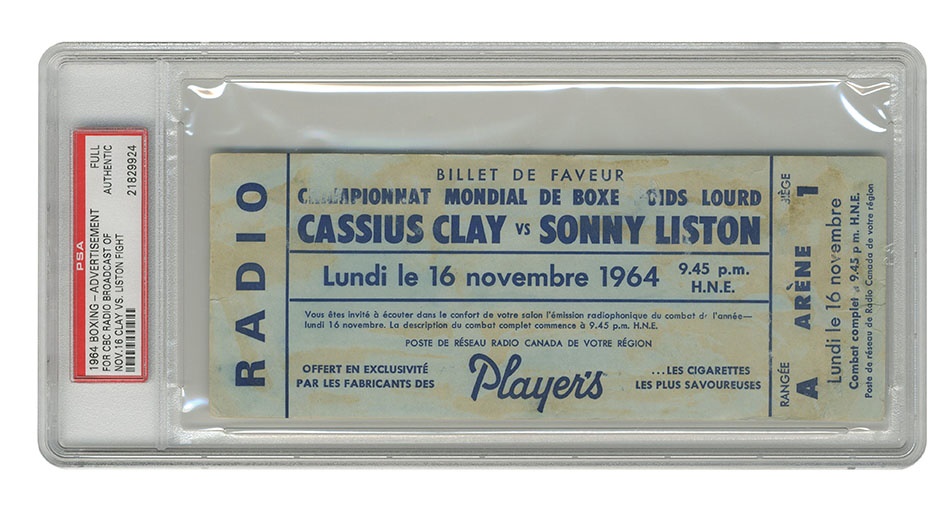 PSA
1964 BOXING – ADVERTISEMENT
FULL
FOR CBC RADIO BROADCAST OF
AUTHENTIC
NOV.16 CLAY VS. LISTON FIGHT
21829924
RADIO
BILLET DE FAVEUR
CHAMPIONNAT MONDIAL DE BOXE LOURD
CASSIUS CLAY vs SONNY LISTON
Lundi le 16 novembre 1964
9.45 p.m.
H.N.E.
Vous êtes invité à écouter dans le confort de votre salon l'émission radiophonique du combat de l'année—
lundi 16 novembre. La description du combat complet commence à 9.45 p.m. H.N.E.
POSTE DE RÉSEAU RADIO CANADA DE VOTRE RÉGION
OFFERT EN EXCLUSIVITÉ
PAR LES FABRICANTS DES
Player's
...LES CIGARETTES
LES PLUS SAVOUREUSES
RANGÉE
SIÈGE
A ARÈNE 1
Lundi le 16 novembre
Combat complet 9.45 p.m. H.N.E.
Poste de réseau de Radio Canada de votre région